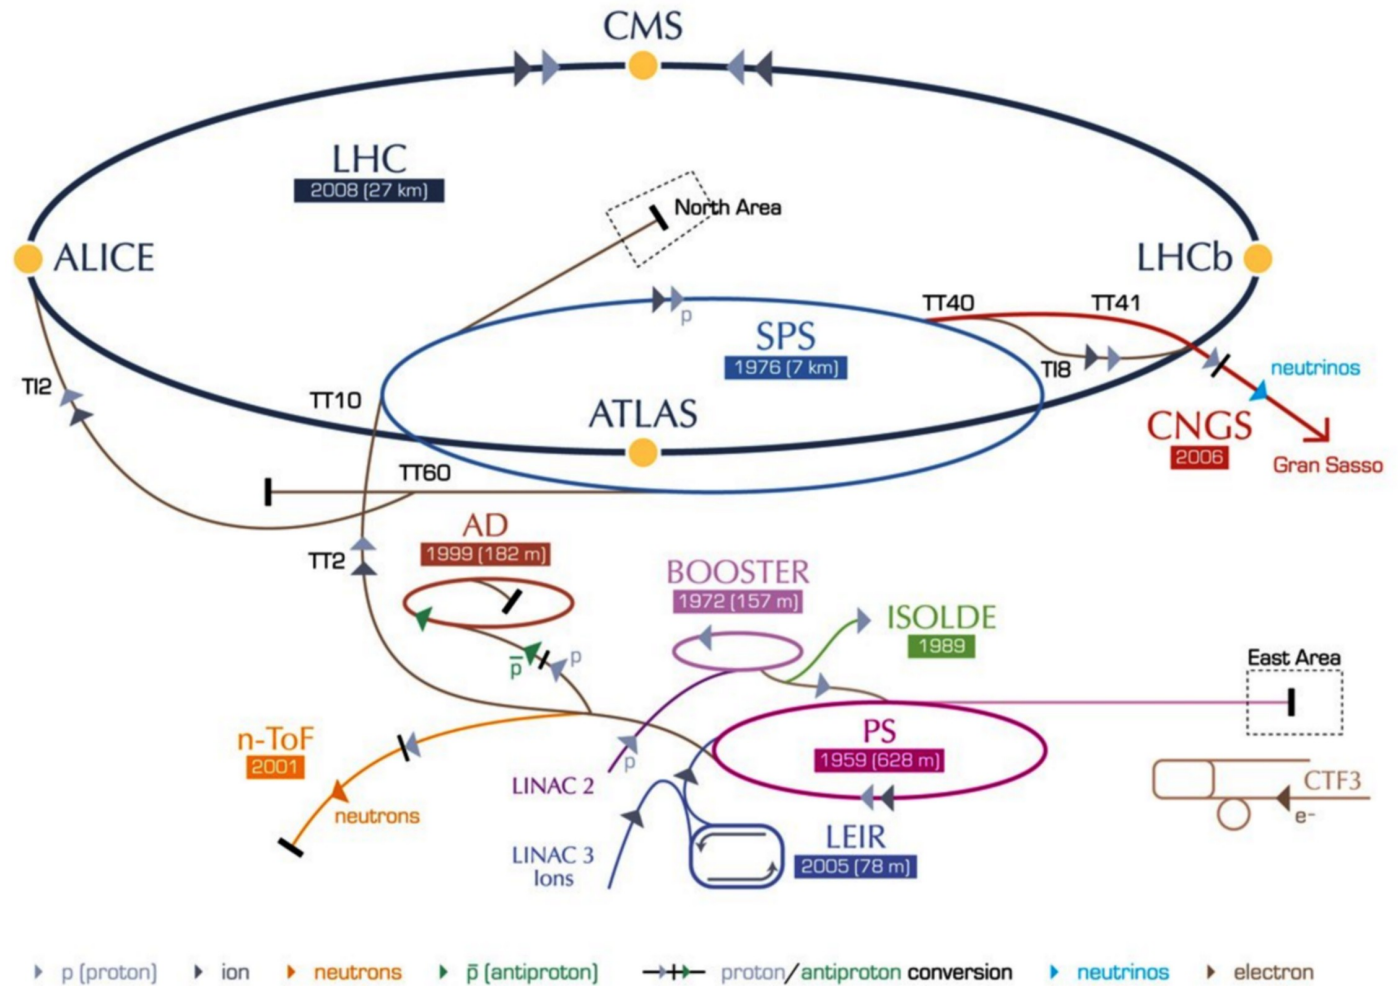 CMS
LHC
2008 (27 km)
North Area
ALICE
LHCb
p
SPS
1976 (7 km)
TT40
TT41
TI8
neutrinos
TI2
TT10
ATLAS
CNGS
2006
Gran Sasso
TT60
AD
1999 (182 m)
TT2
BOOSTER
1972 (157 m)
ISOLDE
1989
p̅
p
East Area
n-ToF
2001
PS
1959 (628 m)
p
LINAC 2
neutrons
CTF3
e-
LINAC 3
Ions
LEIR
2005 (78 m)
p (proton)
ion
neutrons
p̅ (antiproton)
proton/antiproton conversion
neutrinos
electron